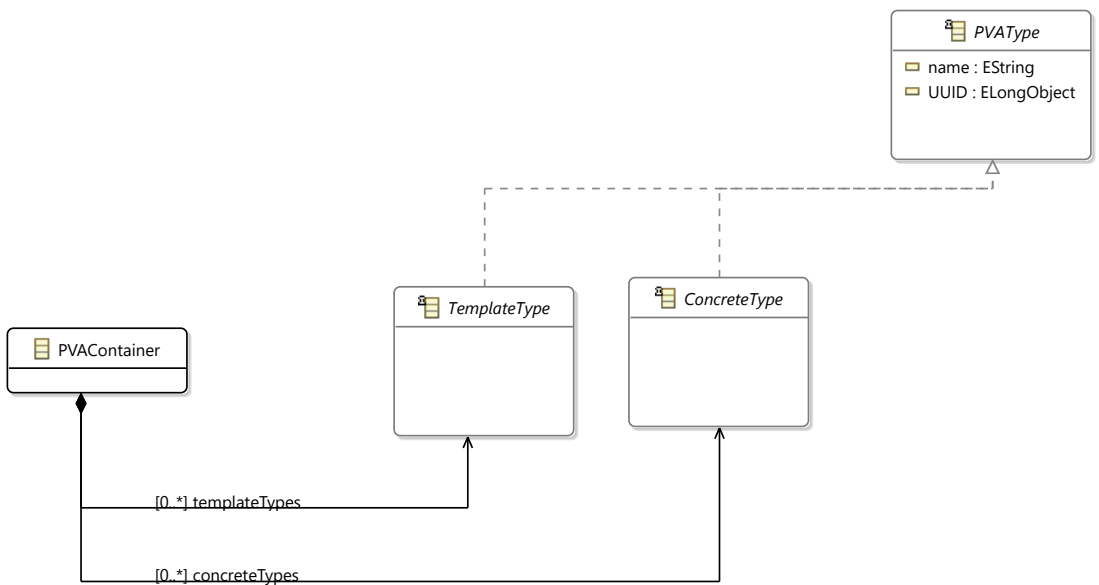 PVAType
name : EString
UUID : ELongObject
TemplateType
ConcreteType
PVAContainer
[0..*] templateTypes
[0..*] concreteTypes